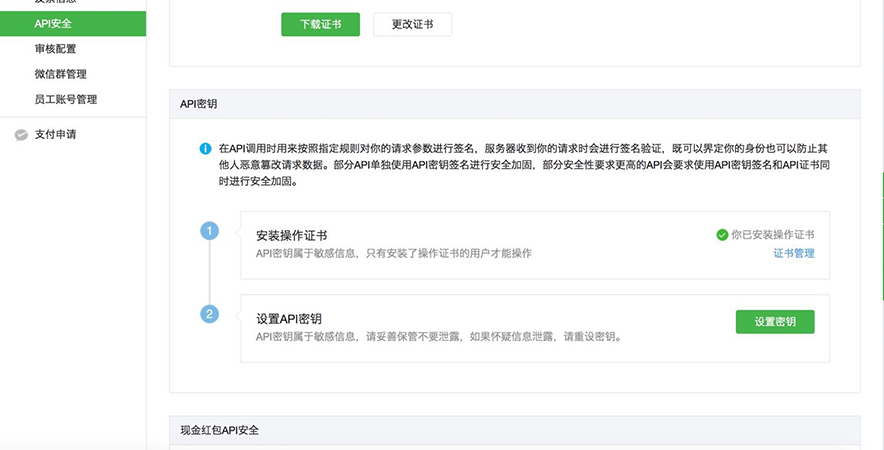 API安全
审核配置
微信群管理
员工账号管理
支付申请
下载证书
更改证书
API密钥
在API调用时用来按照指定规则对你的请求参数进行签名，服务器收到你的请求时会进行签名验证，既可以界定你的身份也可以防止其
他人恶意篡改请求数据。部分API单独使用API密钥签名进行安全加固，部分安全性要求更高的API会要求使用API密钥签名和API证书同
时进行安全加固。
1
安装操作证书
你已安装操作证书
API密钥属于敏感信息，只有安装了操作证书的用户才能操作
证书管理
2
设置API密钥
设置密钥
API密钥属于敏感信息，请妥善保管不要泄露，如果怀疑信息泄露，请重设密钥。
现金红包API安全